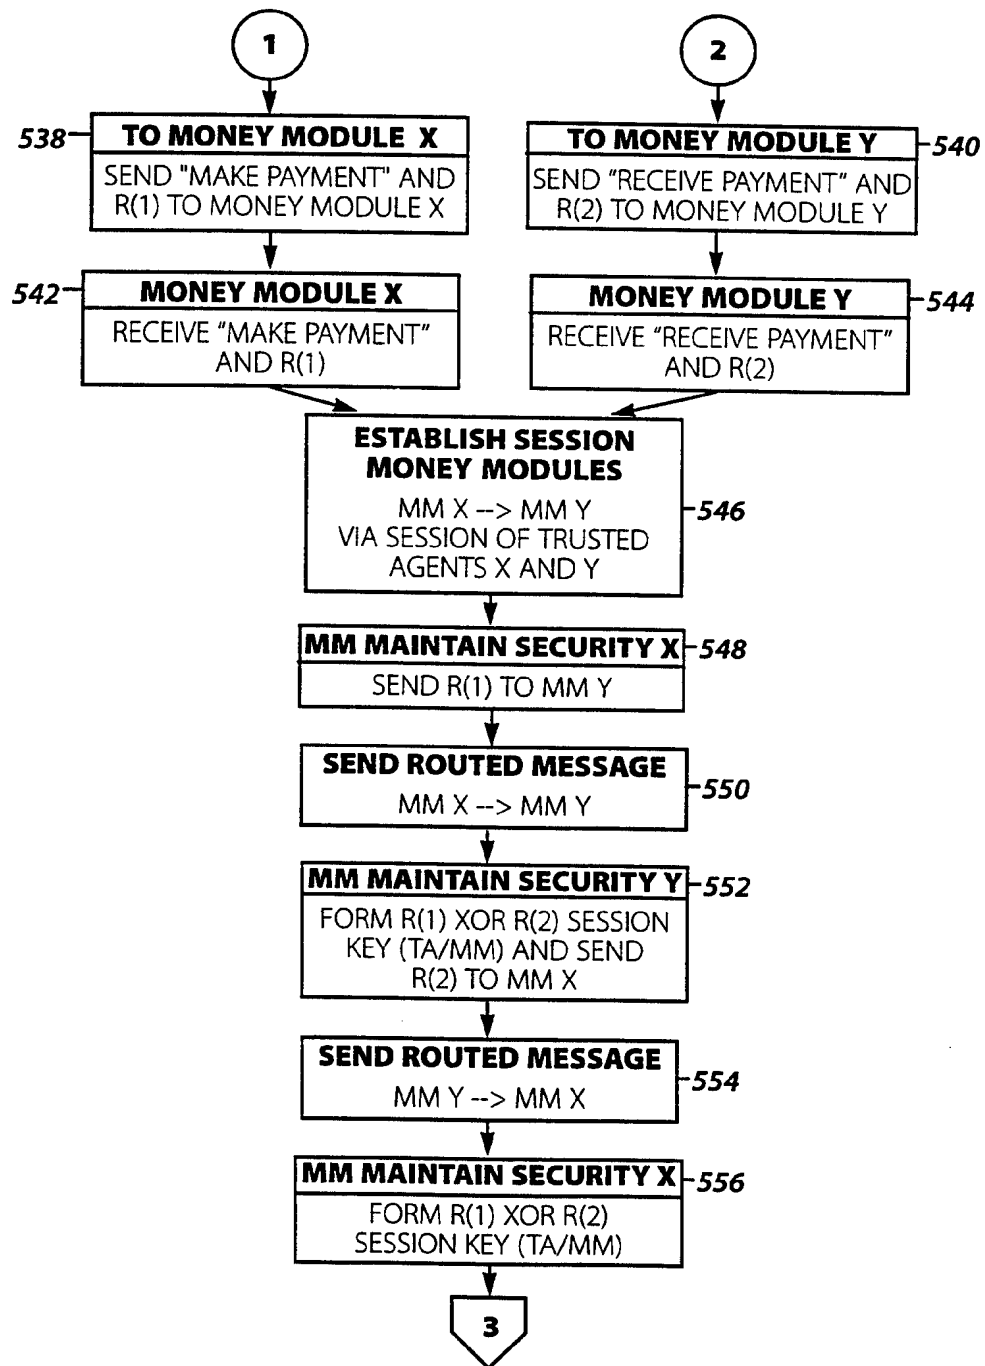 1
2
538
TO MONEY MODULE X
SEND "MAKE PAYMENT" AND
R(1) TO MONEY MODULE X
TO MONEY MODULE Y
540
SEND "RECEIVE PAYMENT" AND
R(2) TO MONEY MODULE Y
542
MONEY MODULE X
RECEIVE "MAKE PAYMENT"
AND R(1)
MONEY MODULE Y
544
RECEIVE "RECEIVE PAYMENT"
AND R(2)
ESTABLISH SESSION
MONEY MODULES
MM X --> MM Y
546
VIA SESSION OF TRUSTED
AGENTS X AND Y
MM MAINTAIN SECURITY X
548
SEND R(1) TO MM Y
SEND ROUTED MESSAGE
550
MM X --> MM Y
MM MAINTAIN SECURITY Y
552
FORM R(1) XOR R(2) SESSION
KEY (TA/MM) AND SEND
R(2) TO MM X
SEND ROUTED MESSAGE
554
MM Y --> MM X
MM MAINTAIN SECURITY X
556
FORM R(1) XOR R(2)
SESSION KEY (TA/MM)
3